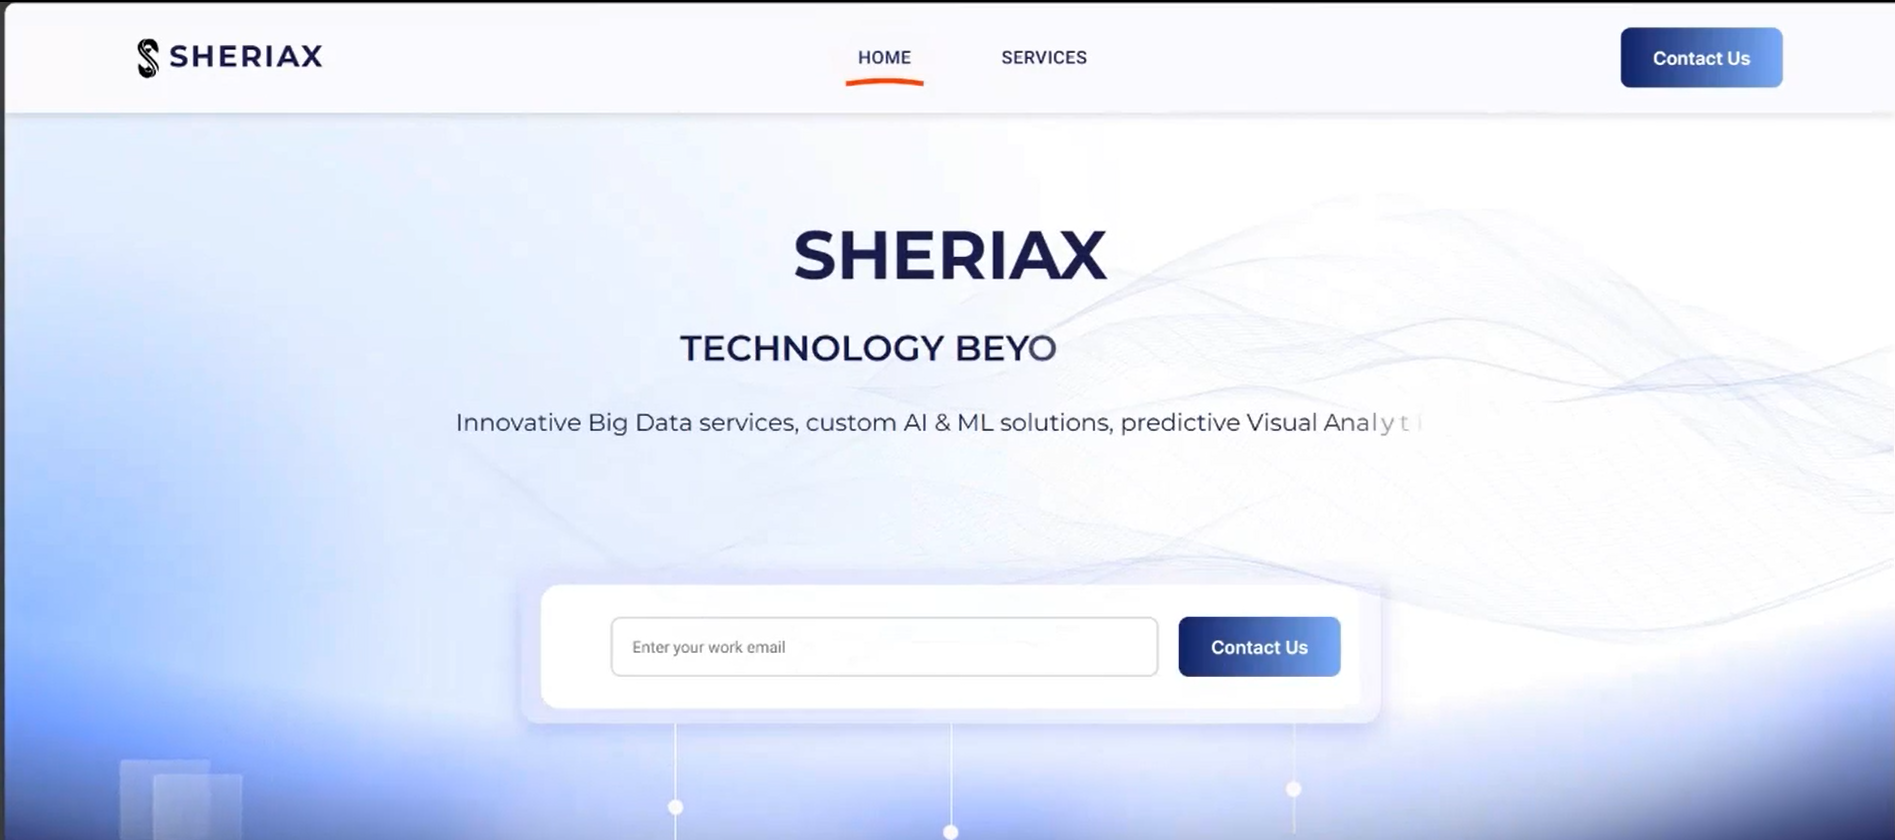 SHERIAX
HOME
SERVICES
Contact Us
SHERIAX
TECHNOLOGY BEYO
Innovative Big Data services, custom AI & ML solutions, predictive Visual Analyt
Enter your work email
Contact Us